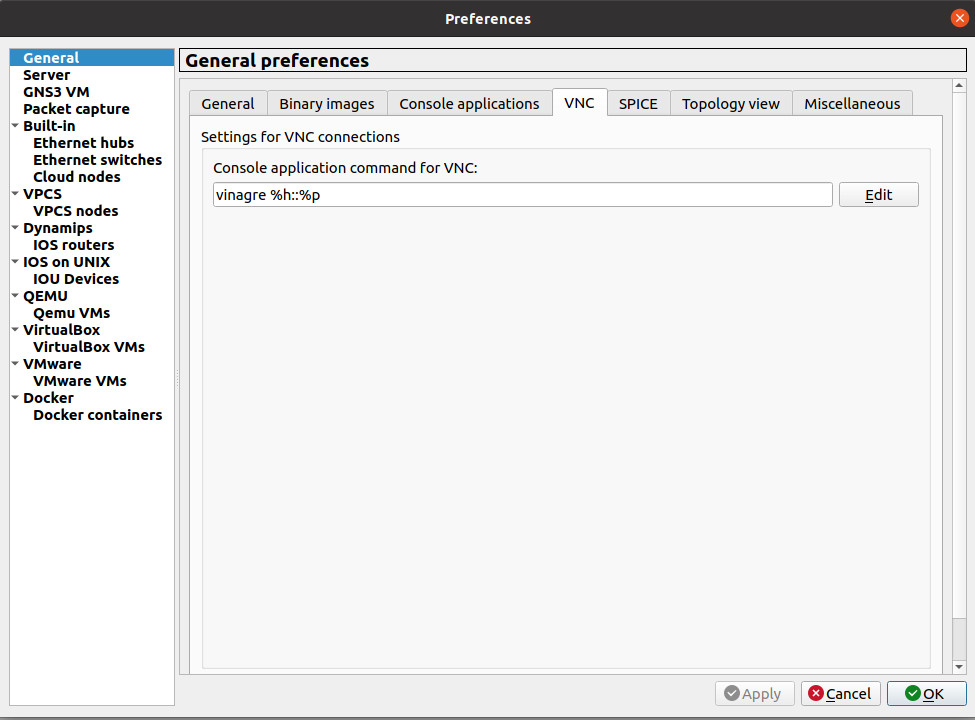 Preferences
General
Server
GNS3 VM
Packet capture
Built-in
Ethernet hubs
Ethernet switches
Cloud nodes
VPCS
VPCS nodes
Dynamips
IOS routers
IOS on UNIX
IOU Devices
QEMU
Qemu VMs
VirtualBox
VirtualBox VMs
VMware
VMware VMs
Docker
Docker containers
General preferences
General Binary images Console applications VNC SPICE Topology view Miscellaneous
Settings for VNC connections
Console application command for VNC:
vinagre %h::%p Edit
Apply Cancel OK